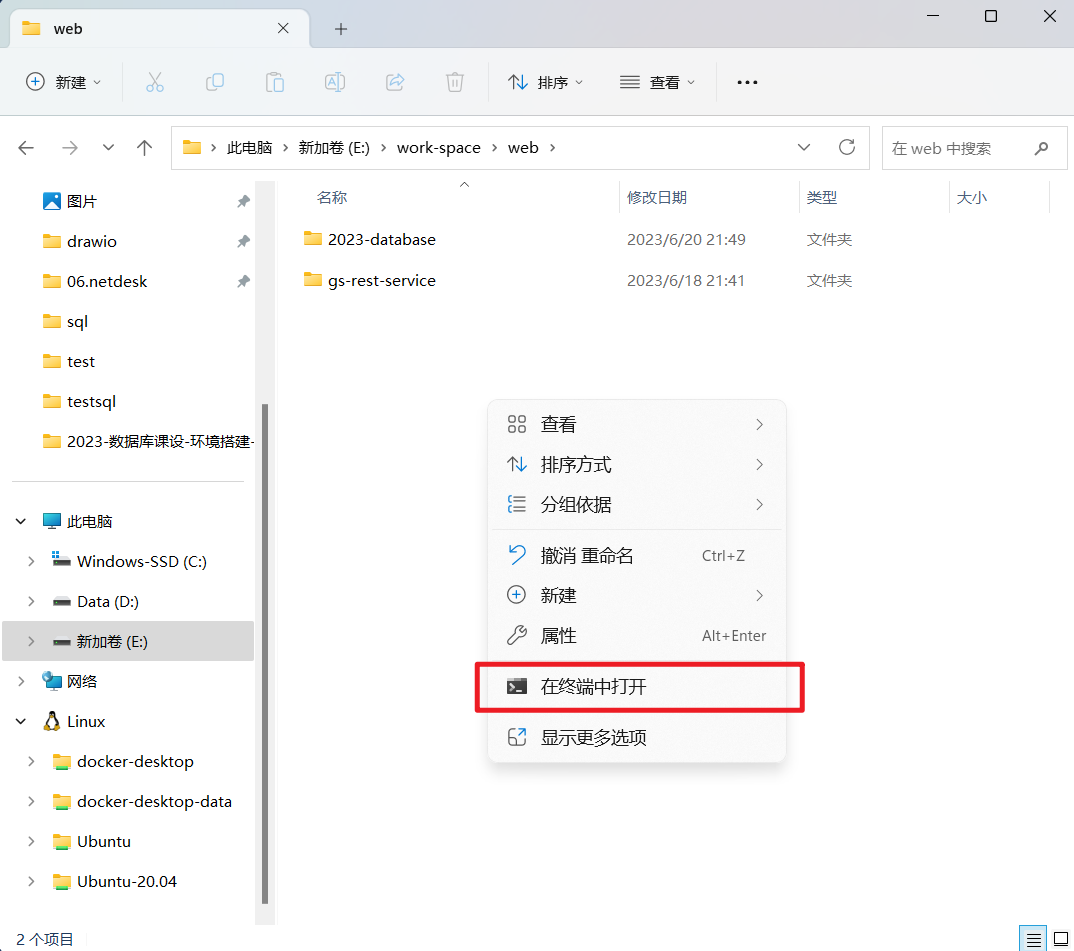 web
新建
排序
查看
此电脑 新加卷 (E:) work-space web
在 web 中搜索
图片
drawio
06.netdesk
sql
test
testsql
2023-数据库课设-环境搭建-
此电脑
Windows-SSD (C:)
Data (D:)
新加卷 (E:)
网络
Linux
docker-desktop
docker-desktop-data
Ubuntu
Ubuntu-20.04
名称 修改日期 类型 大小
2023-database 2023/6/20 21:49 文件夹
gs-rest-service 2023/6/18 21:41 文件夹
查看
排序方式
分组依据
撤消 重命名 Ctrl+Z
新建
属性 Alt+Enter
在终端中打开
显示更多选项
2 个项目